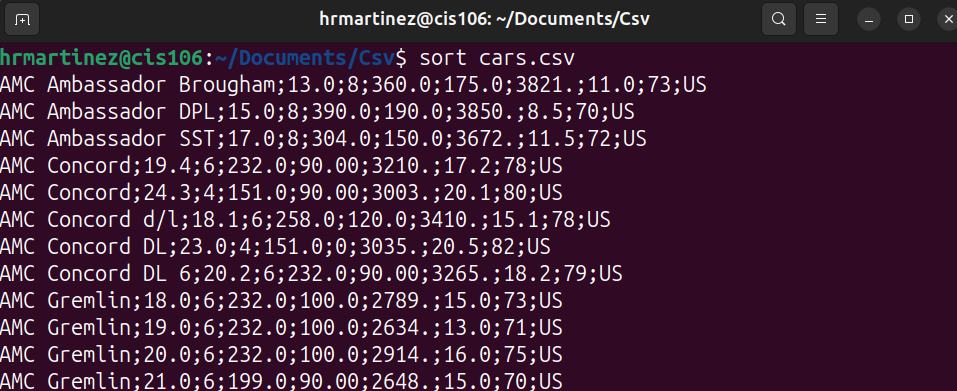 hrmartinez@cis106: ~/Documents/Csv
hrmartinez@cis106:~/Documents/Csv$ sort cars.csv
AMC Ambassador Brougham;13.0;8;360.0;175.0;3821.;11.0;73;US
AMC Ambassador DPL;15.0;8;390.0;190.0;3850.;8.5;70;US
AMC Ambassador SST;17.0;8;304.0;150.0;3672.;11.5;72;US
AMC Concord;19.4;6;232.0;90.00;3210.;17.2;78;US
AMC Concord;24.3;4;151.0;90.00;3003.;20.1;80;US
AMC Concord d/l;18.1;6;258.0;120.0;3410.;15.1;78;US
AMC Concord DL;23.0;4;151.0;0;3035.;20.5;82;US
AMC Concord DL 6;20.2;6;232.0;90.00;3265.;18.2;79;US
AMC Gremlin;18.0;6;232.0;100.0;2789.;15.0;73;US
AMC Gremlin;19.0;6;232.0;100.0;2634.;13.0;71;US
AMC Gremlin;20.0;6;232.0;100.0;2914.;16.0;75;US
AMC Gremlin;21.0;6;199.0;90.00;2648.;15.0;70;US